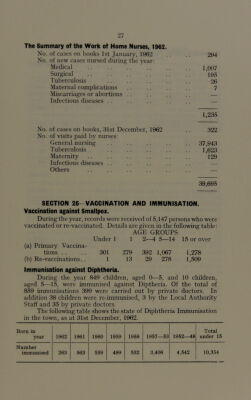 27
The Summary of the Work of Home Nurses, 1962.
No. of cases on books 1st January, 1962 .. .. 294
No. of new cases nursed during the year:
Medical .. .. .. .. .. 1,007
Surgical .. .. .. .. .. 195
Tuberculosis .. .. .. .. 26
Maternal complications .. .. .. 7
Miscarriages or abortions .. .. .. —
Infectious diseases .. .. .. .. —
1,235
No. of cases on books, 31st December, 1962 .. 322
No. of visits paid by nurses:
General nursing .. .. .. .. 37,943
Tuberculosis .. .. .. .. 1,623
Maternity .. .. .. .. 129
Infectious diseases .. .. .. .. —
Others .. .. .. .. —
39,695
SECTION 26—VACCINATION AND IMMUNISATION.
Vaccination against Smallpox.
During the year, records were received of 5,147 persons who were
vaccinated or re-vaccinated. Details are given in the following table:
AGE GROUPS
Under 1 1 2—4 5—14 15 or over
(a) Primary Vaccina-
tions .. .. 301 279 392 1,067 1,278
(b) Re-vaccinations.. 1 13 29 278 1,509
Immunisation against Diphtheria.
During the year 849 children, aged 0—5, and 10 children,
aged 5—15, were immunised against Diptheria. Of the total of
859 immunisations 399 were carried out by private doctors. In
addition 38 children were re-immunised, 3 by the Local Authority
Staff and 35 by private doctors.
The following table shows the state of Diphtheria Immunisation
in the town, as at 31st December, 1962.
Born in year 1962 1961 1960 1959 1958 1957—53 1952—48 Total under 15
Number immunised 263 563 559 489 532 3,406 4,542 10,354